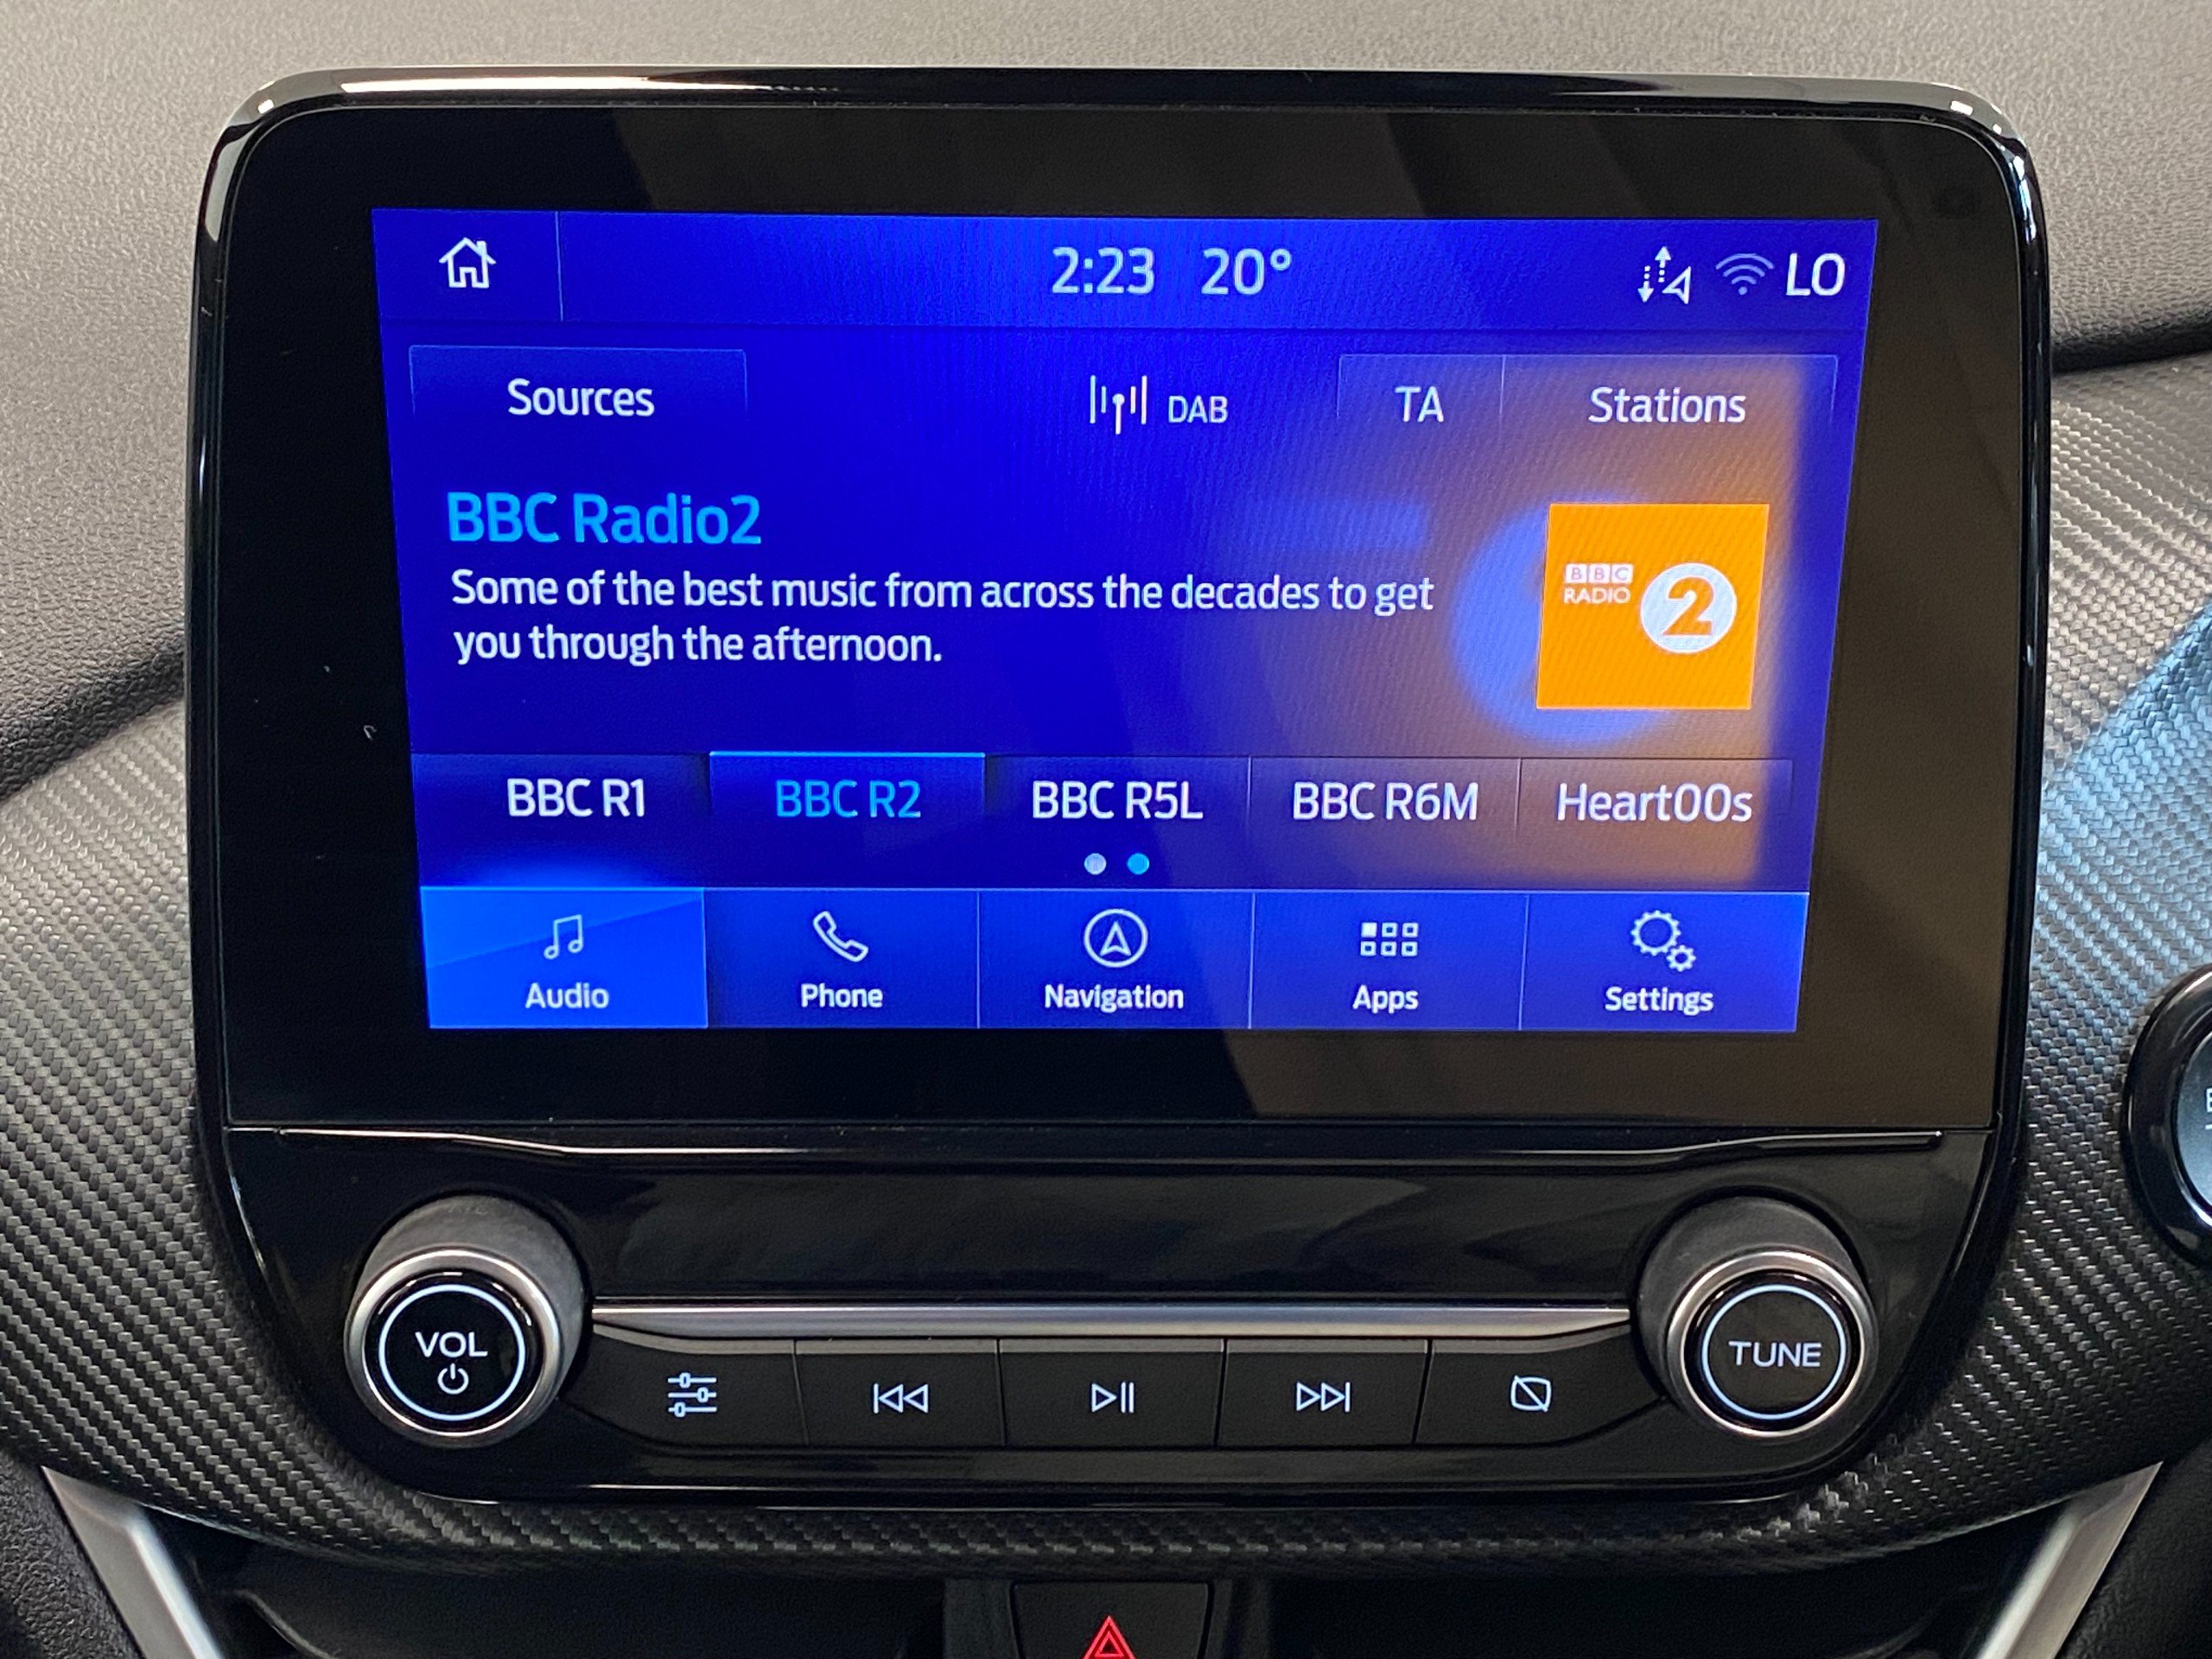 2:23 20° LO
Sources DAB TA Stations
BBC Radio2
Some of the best music from across the decades to get
you through the afternoon.
BBC
RADIO 2
BBC R1 BBC R2 BBC R5L BBC R6M Heart00s
Audio Phone Navigation Apps Settings
VOL TUNE